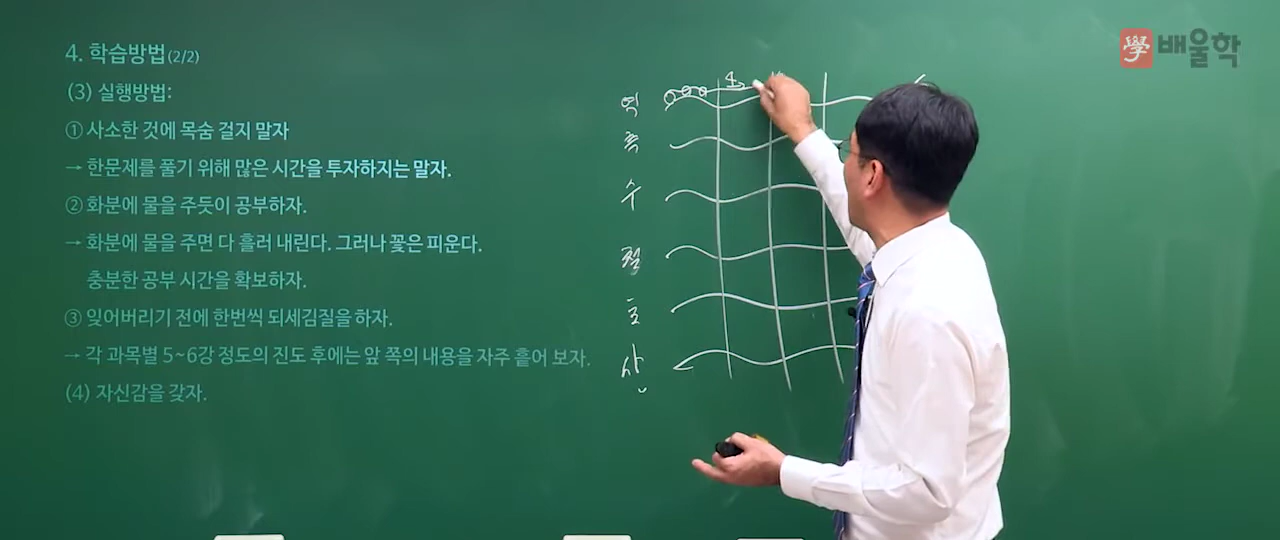 學 배울학
4. 학습방법(2/2)
(3) 실행방법:
① 사소한 것에 목숨 걸지 말자
→ 한문제를 풀기 위해 많은 시간을 투자하지는 말자.
② 화분에 물을 주듯이 공부하자.
→ 화분에 물을 주면 다 흘러 내린다. 그러나 꽃은 피운다.
충분한 공부 시간을 확보하자.
③ 잊어버리기 전에 한번씩 되세김질을 하자.
→ 각 과목별 5~6강 정도의 진도 후에는 앞 쪽의 내용을 자주 훑어 보자.
(4) 자신감을 갖자.
역
측
수
철
토
상